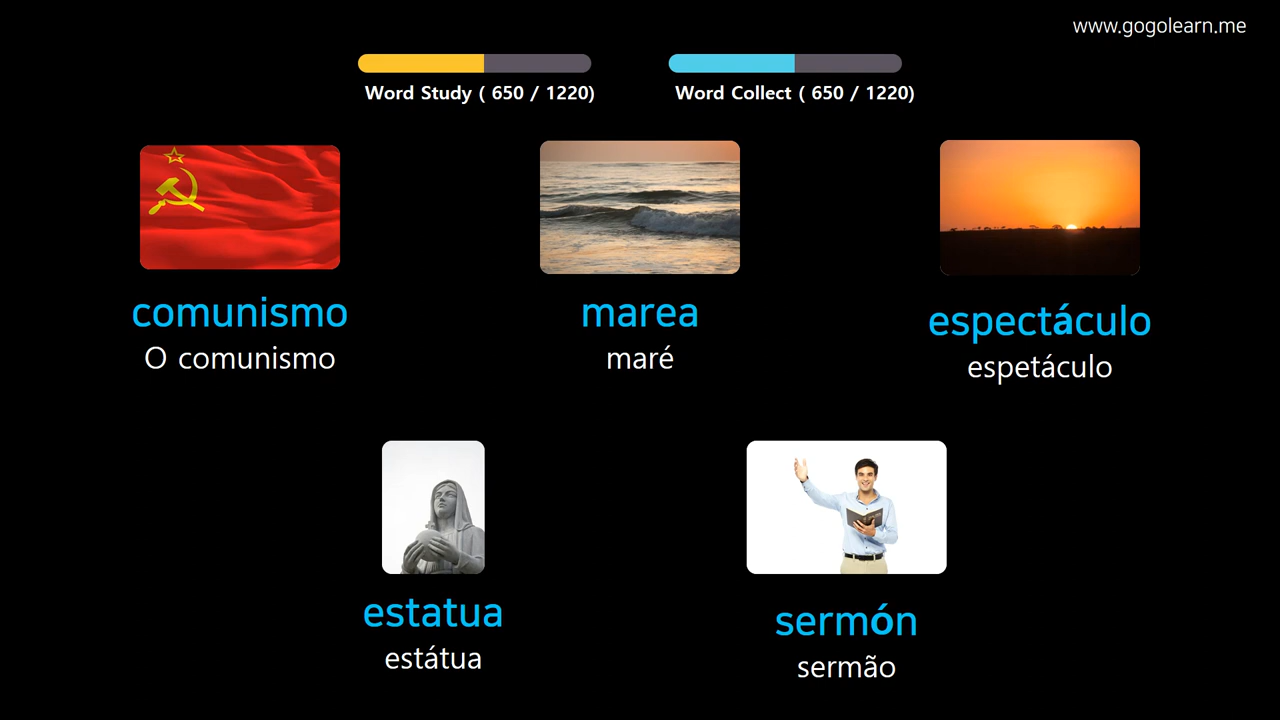 www.gogolearn.me
Word Study ( 650 / 1220)
Word Collect ( 650 / 1220)
comunismo
O comunismo
marea
maré
espectáculo
espetáculo
estatua
estátua
sermón
sermão